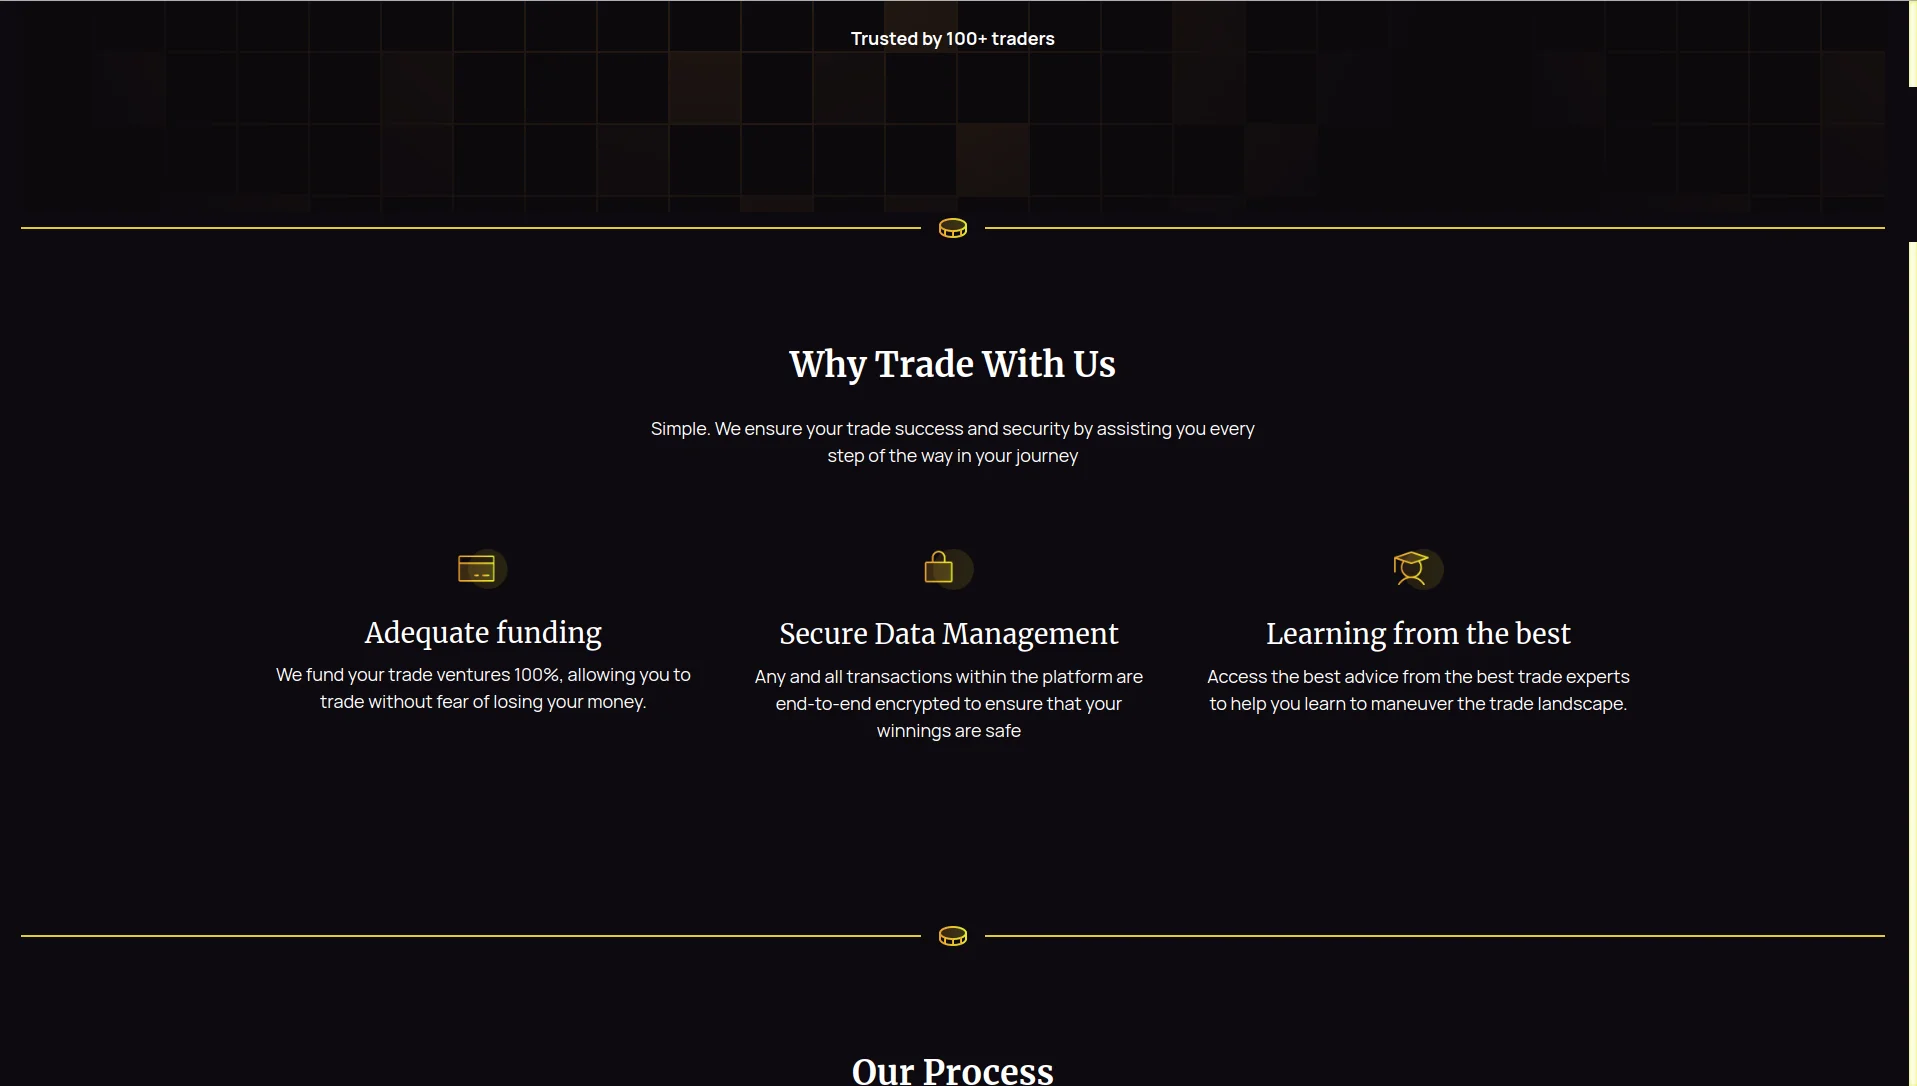 Trusted by 100+ traders
Why Trade With Us
Simple. We ensure your trade success and security by assisting you every
step of the way in your journey
Adequate funding
We fund your trade ventures 100%, allowing you to
trade without fear of losing your money.
Secure Data Management
Any and all transactions within the platform are
end-to-end encrypted to ensure that your
winnings are safe
Learning from the best
Access the best advice from the best trade experts
to help you learn to maneuver the trade landscape.
Our Process